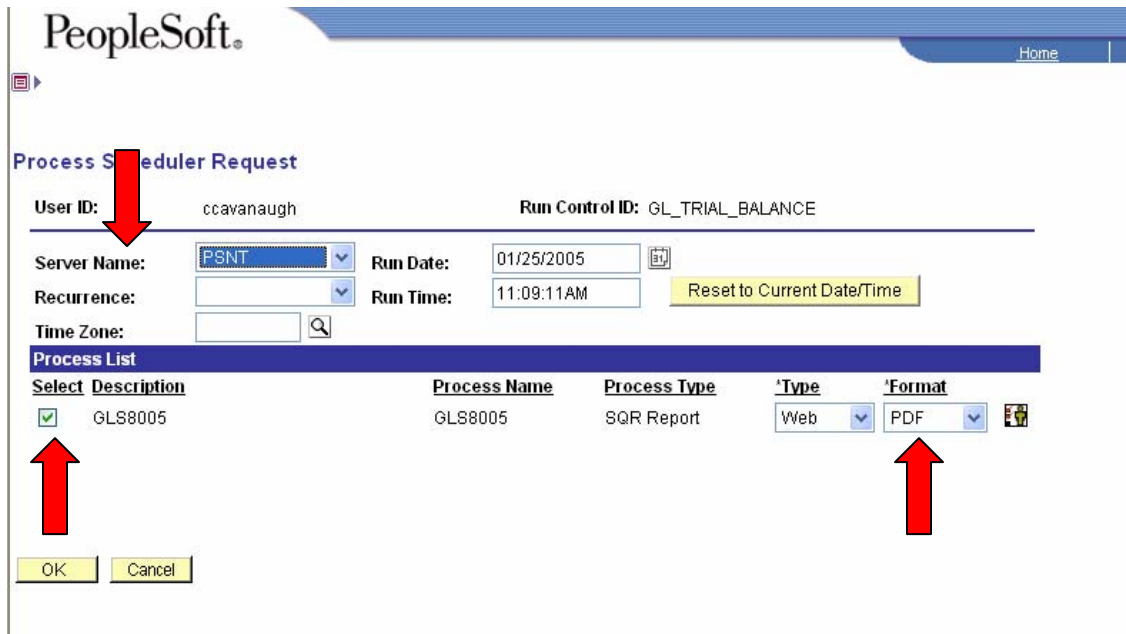 PeopleSoft®
Home
Process Scheduler Request
User ID: ccavanaugh Run Control ID: GL_TRIAL_BALANCE
Server Name: PSNT Run Date: 01/25/2005 31
Recurrence: Run Time: 11:09:11AM Reset to Current Date/Time
Time Zone:
Process List
Select Description Process Name Process Type *Type *Format
GLS8005 GLS8005 SQR Report Web PDF
OK Cancel